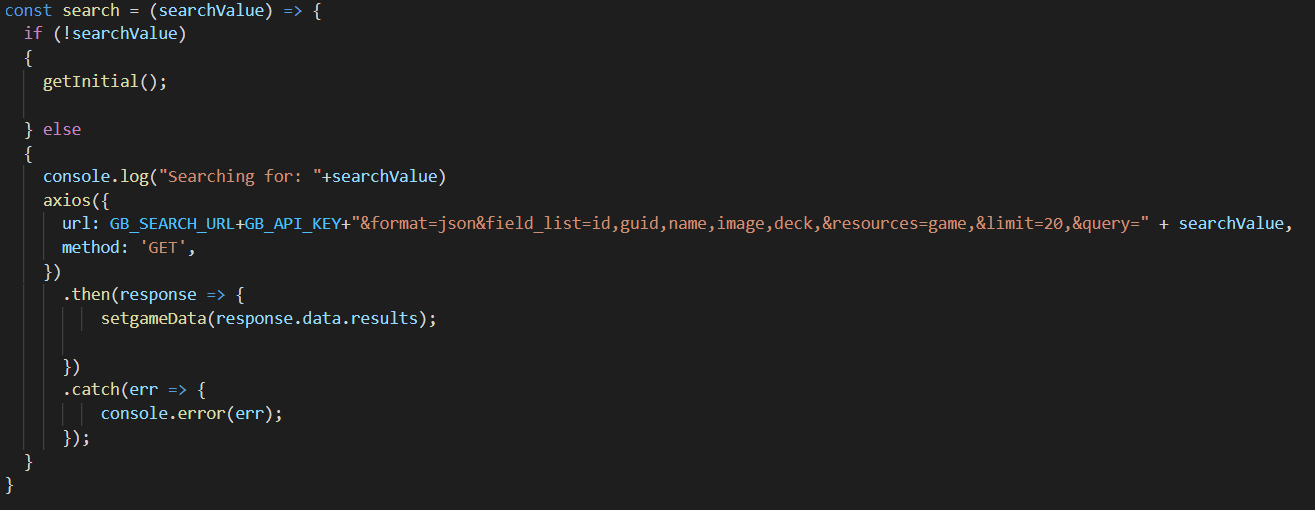 const search = (searchValue) => {
if (!searchValue)
{
getInitial();
} else
{
console.log("Searching for: "+searchValue)
axios({
url: GB_SEARCH_URL+GB_API_KEY+"&format=json&field_list=id,guid,name,image,deck,&resources=game,&limit=20,&query=" + searchValue,
method: 'GET',
})
.then(response => {
setgameData(response.data.results);
})
.catch(err => {
console.error(err);
});
}
}